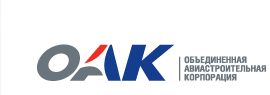 ОАК
ОБЪЕДИНЕННАЯ
АВИАСТРОИТЕЛЬНАЯ
КОРПОРАЦИЯ